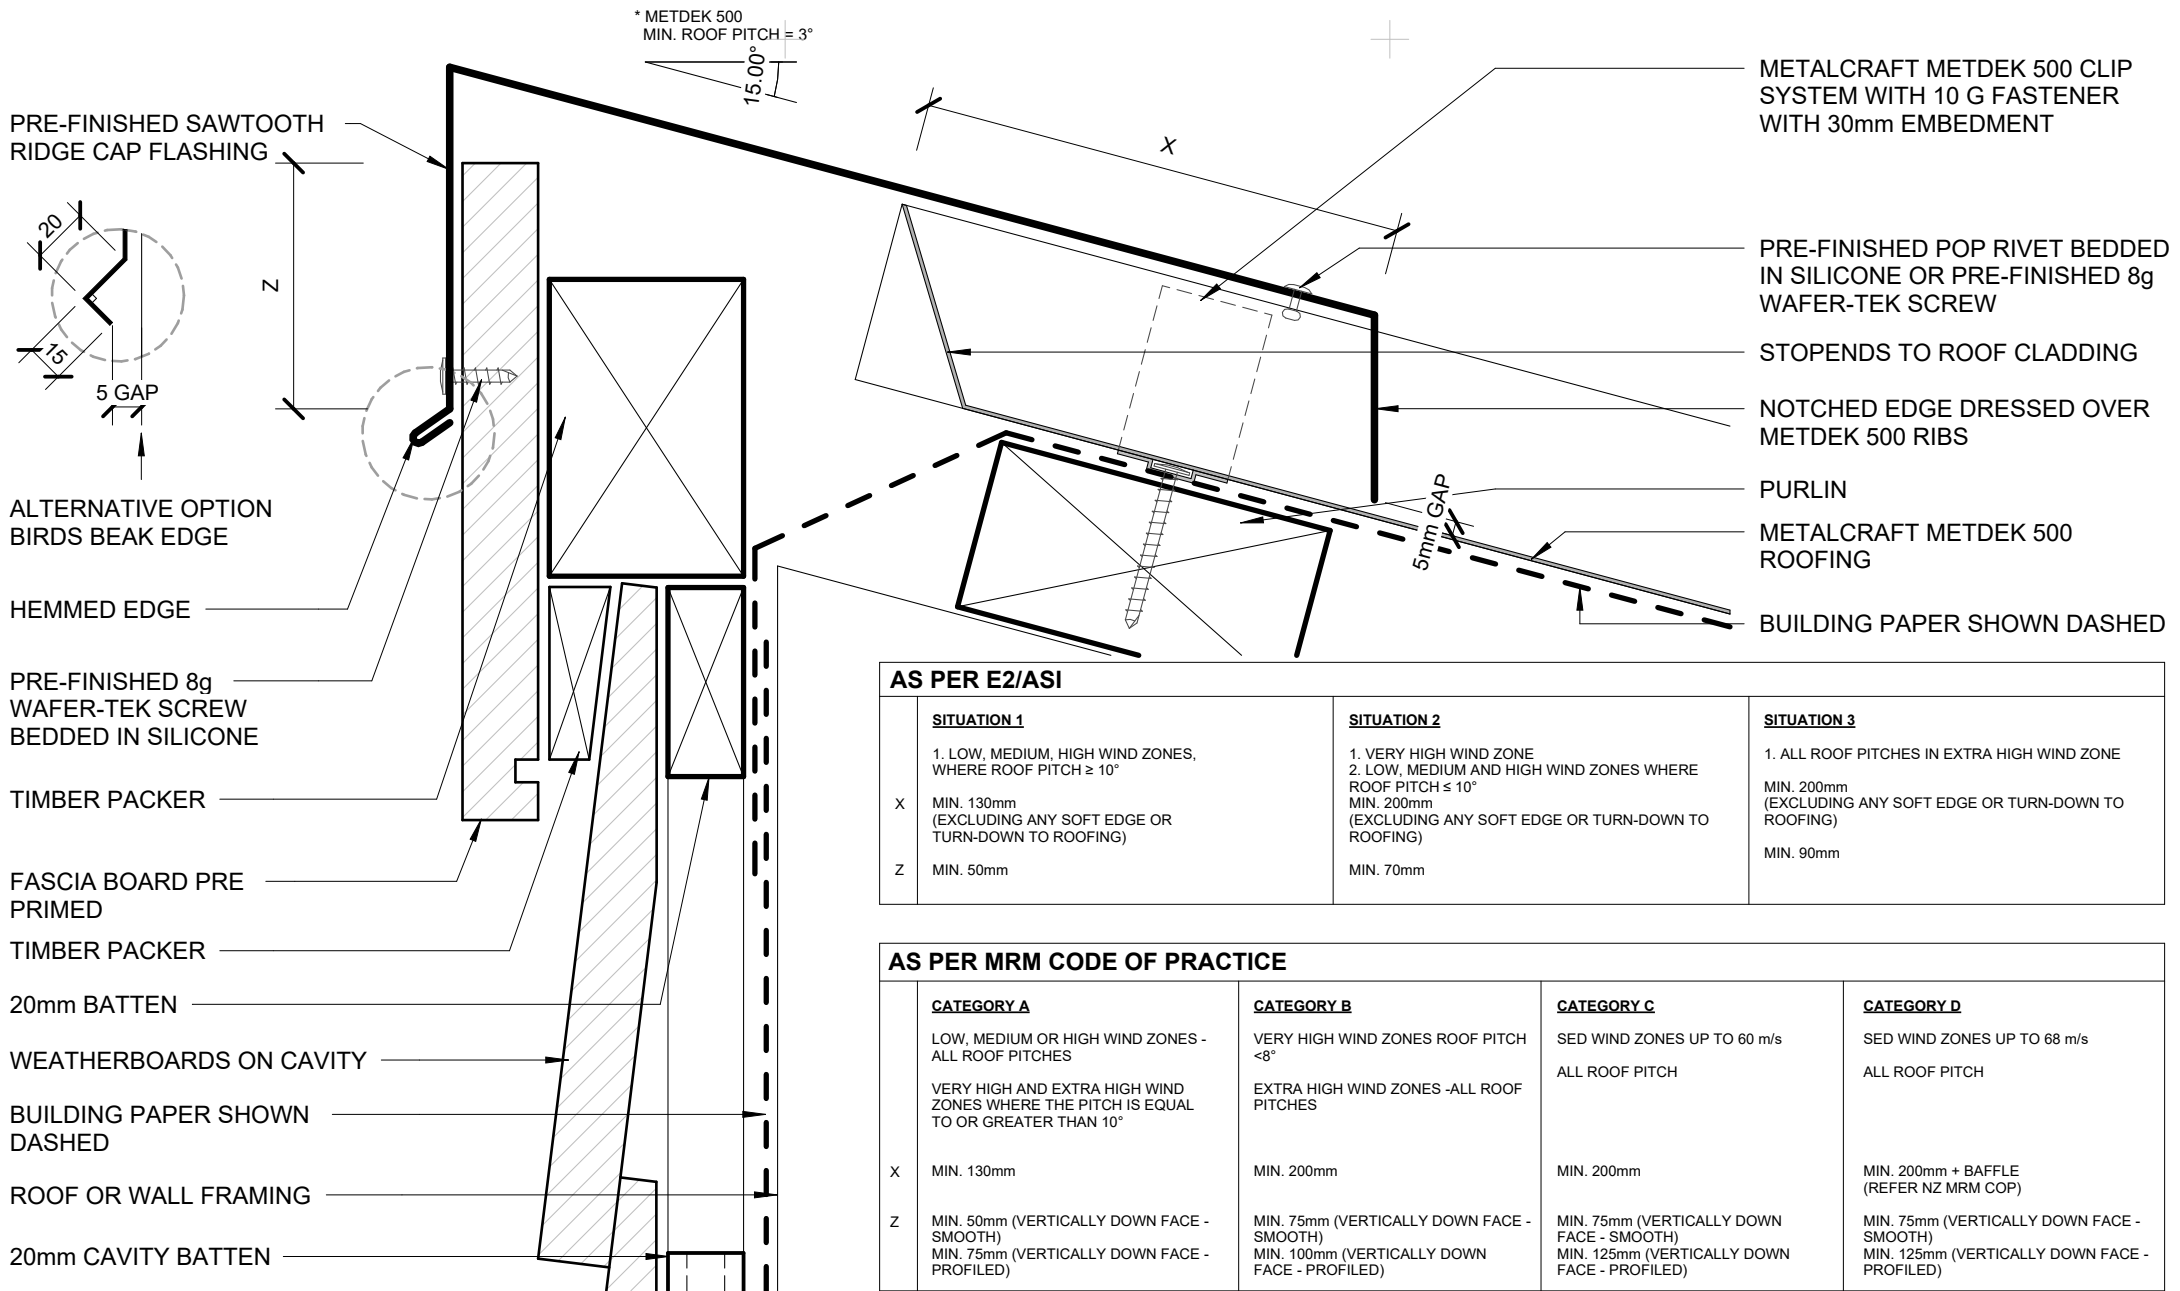 * METDEK 500
MIN. ROOF PITCH = 3°
15.00°
PRE-FINISHED SAWTOOTH
RIDGE CAP FLASHING
Z
20
15
5 GAP
ALTERNATIVE OPTION
BIRDS BEAK EDGE
HEMMED EDGE
PRE-FINISHED 8g
WAFER-TEK SCREW
BEDDED IN SILICONE
TIMBER PACKER
FASCIA BOARD PRE
PRIMED
TIMBER PACKER
20mm BATTEN
WEATHERBOARDS ON CAVITY
BUILDING PAPER SHOWN
DASHED
ROOF OR WALL FRAMING
20mm CAVITY BATTEN
X
METALCRAFT METDEK 500 CLIP
SYSTEM WITH 10 G FASTENER
WITH 30mm EMBEDMENT
PRE-FINISHED POP RIVET BEDDED
IN SILICONE OR PRE-FINISHED 8g
WAFER-TEK SCREW
STOPENDS TO ROOF CLADDING
NOTCHED EDGE DRESSED OVER
METDEK 500 RIBS
PURLIN
5mm GAP
METALCRAFT METDEK 500
ROOFING
BUILDING PAPER SHOWN DASHED
AS PER E2/ASI
SITUATION 1
1. LOW, MEDIUM, HIGH WIND ZONES,
WHERE ROOF PITCH ≥ 10°
X
MIN. 130mm
(EXCLUDING ANY SOFT EDGE OR
TURN-DOWN TO ROOFING)
Z
MIN. 50mm
SITUATION 2
1. VERY HIGH WIND ZONE
2. LOW, MEDIUM AND HIGH WIND ZONES WHERE
ROOF PITCH ≤ 10°
MIN. 200mm
(EXCLUDING ANY SOFT EDGE OR TURN-DOWN TO
ROOFING)
MIN. 70mm
SITUATION 3
1. ALL ROOF PITCHES IN EXTRA HIGH WIND ZONE
MIN. 200mm
(EXCLUDING ANY SOFT EDGE OR TURN-DOWN TO
ROOFING)
MIN. 90mm
AS PER MRM CODE OF PRACTICE
CATEGORY A
LOW, MEDIUM OR HIGH WIND ZONES -
ALL ROOF PITCHES
VERY HIGH AND EXTRA HIGH WIND
ZONES WHERE THE PITCH IS EQUAL
TO OR GREATER THAN 10°
X
MIN. 130mm
Z
MIN. 50mm (VERTICALLY DOWN FACE -
SMOOTH)
MIN. 75mm (VERTICALLY DOWN FACE -
PROFILED)
CATEGORY B
VERY HIGH WIND ZONES ROOF PITCH
<8°
EXTRA HIGH WIND ZONES -ALL ROOF
PITCHES
MIN. 200mm
MIN. 75mm (VERTICALLY DOWN FACE -
SMOOTH)
MIN. 100mm (VERTICALLY DOWN
FACE - PROFILED)
CATEGORY C
SED WIND ZONES UP TO 60 m/s
ALL ROOF PITCH
MIN. 200mm
MIN. 75mm (VERTICALLY DOWN
FACE - SMOOTH)
MIN. 125mm (VERTICALLY DOWN
FACE - PROFILED)
CATEGORY D
SED WIND ZONES UP TO 68 m/s
ALL ROOF PITCH
MIN. 200mm + BAFFLE
(REFER NZ MRM COP)
MIN. 75mm (VERTICALLY DOWN FACE -
SMOOTH)
MIN. 125mm (VERTICALLY DOWN FACE -
PROFILED)